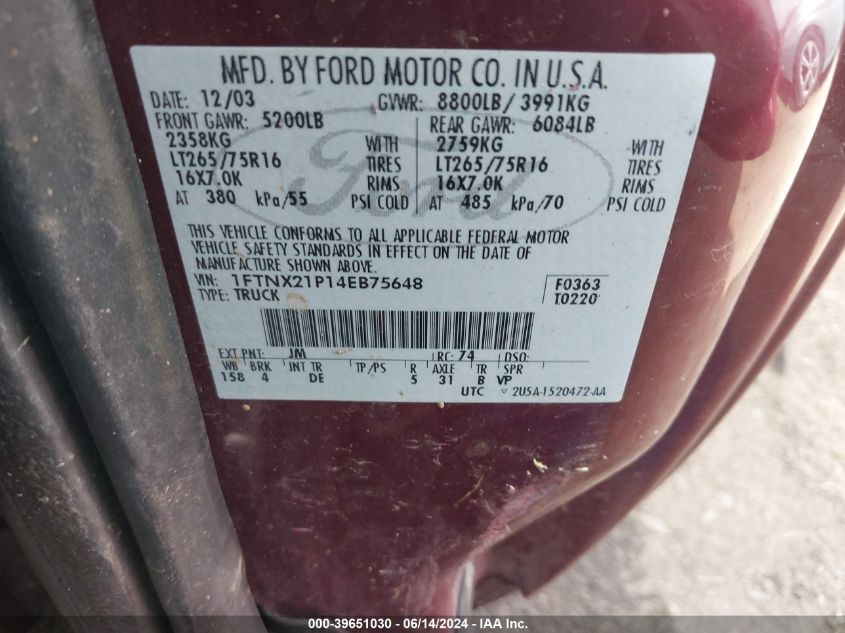 MFD. BY FORD MOTOR CO. IN U.S.A.
DATE: 12/03 GVWR: 8800LB / 3991KG
FRONT GAWR: 5200LB REAR GAWR: 6084LB
2358KG WITH 2759KG WITH
LT265/75R16 TIRES LT265/75R16 TIRES
16X7.0K RIMS 16X7.0K RIMS
AT 380 kPa/55 PSI COLD AT 485 kPa/70 PSI COLD
Ford
THIS VEHICLE CONFORMS TO ALL APPLICABLE FEDERAL MOTOR
VEHICLE SAFETY STANDARDS IN EFFECT ON THE DATE OF
MANUFACTURE SHOWN ABOVE.
VIN: 1FTNX21P14EB75648 F0363
TYPE: TRUCK T0220
EXT PNT: JM RC: 74 DSO:
WB BRK INT TR TP/PS R AXLE TR SPR
158 4 DE 5 31 B VP
UTC 2U5A-1520472-AA
000-39651030 - 06/14/2024 - IAA Inc.